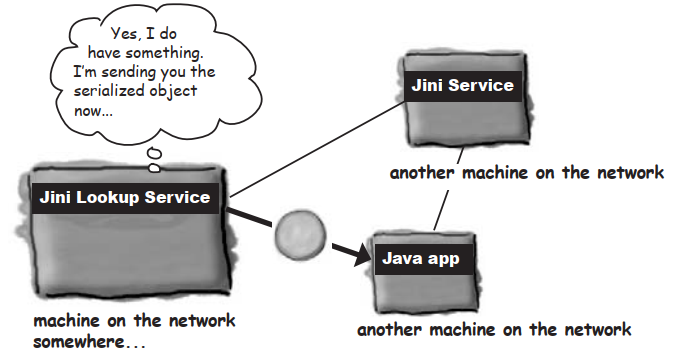 Yes, I do
have something.
I'm sending you the
serialized object
now...
Jini Service
another machine on the network
Jini Lookup Service
Java app
machine on the network
somewhere...
another machine on the network